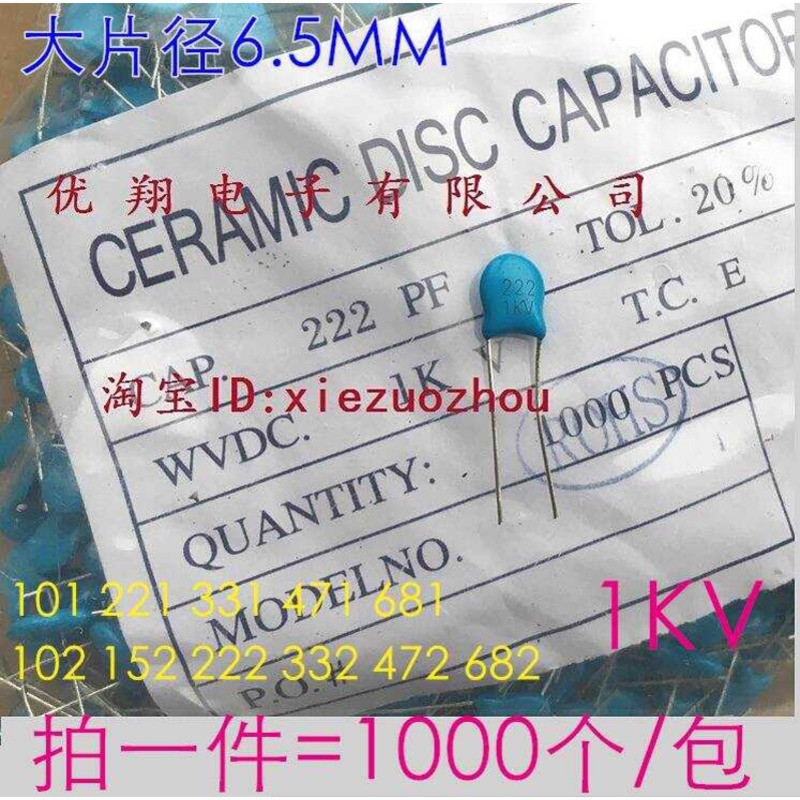 大片径6.5MM
CERAMIC DISC CAPACITOR
优翔电子有限公司
CAP. 222 PF TOL. 20%
222
1KV
WVDC. 1K V T.C. E
淘宝ID:xiezuozhou
QUANTITY: 1000 PCS
ROHS
MODELNO.
101 221 331 471 681
1KV
102 152 222 332 472 682
P.O.#
拍一件=1000个/包